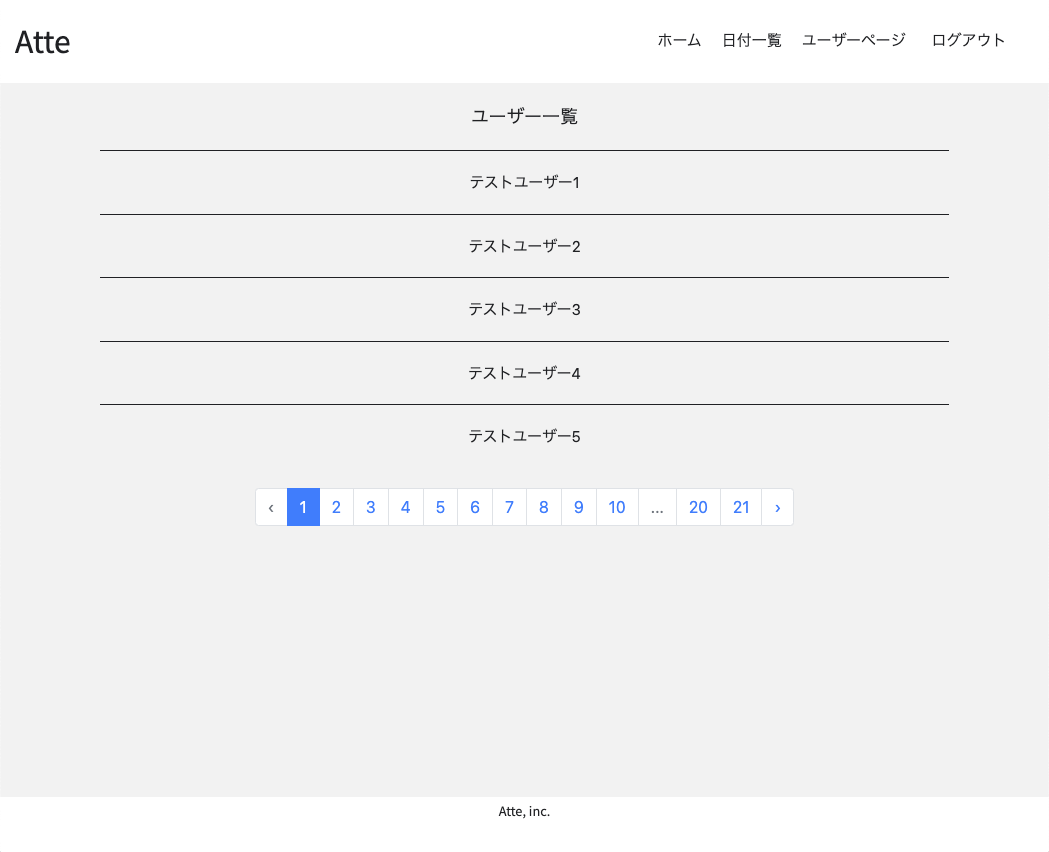 Atte
ホーム 日付一覧 ユーザーページ ログアウト
ユーザー一覧
テストユーザー1
テストユーザー2
テストユーザー3
テストユーザー4
テストユーザー5
‹ 1 2 3 4 5 6 7 8 9 10 ... 20 21 ›
Atte, inc.